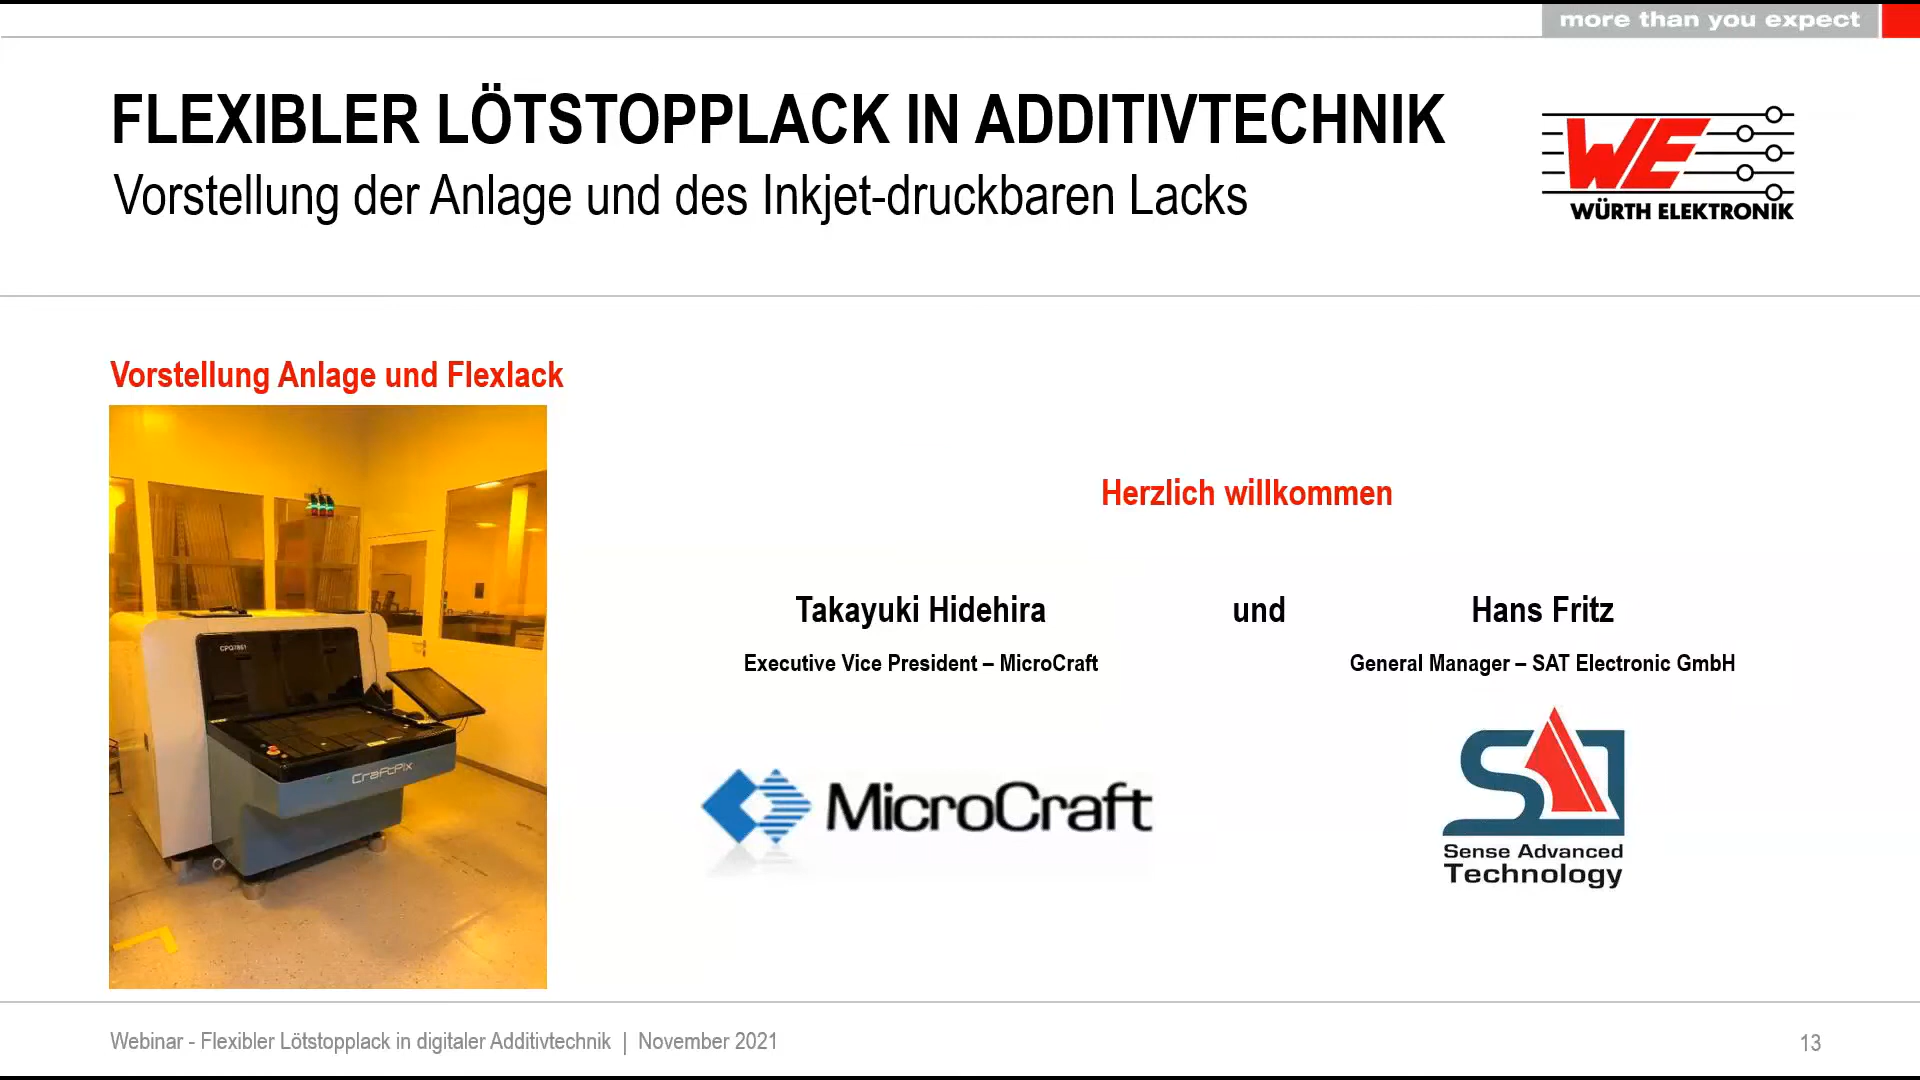 more than you expect
FLEXIBLER LÖTSTOPPLACK IN ADDITIVTECHNIK
Vorstellung der Anlage und des Inkjet-druckbaren Lacks
WE
WÜRTH ELEKTRONIK
Vorstellung Anlage und Flexlack
CraftPix
Herzlich willkommen
Takayuki Hidehira und Hans Fritz
Executive Vice President – MicroCraft
General Manager – SAT Electronic GmbH
MicroCraft
SAT
Sense Advanced
Technology
Webinar - Flexibler Lötstopplack in digitaler Additivtechnik | November 2021
13